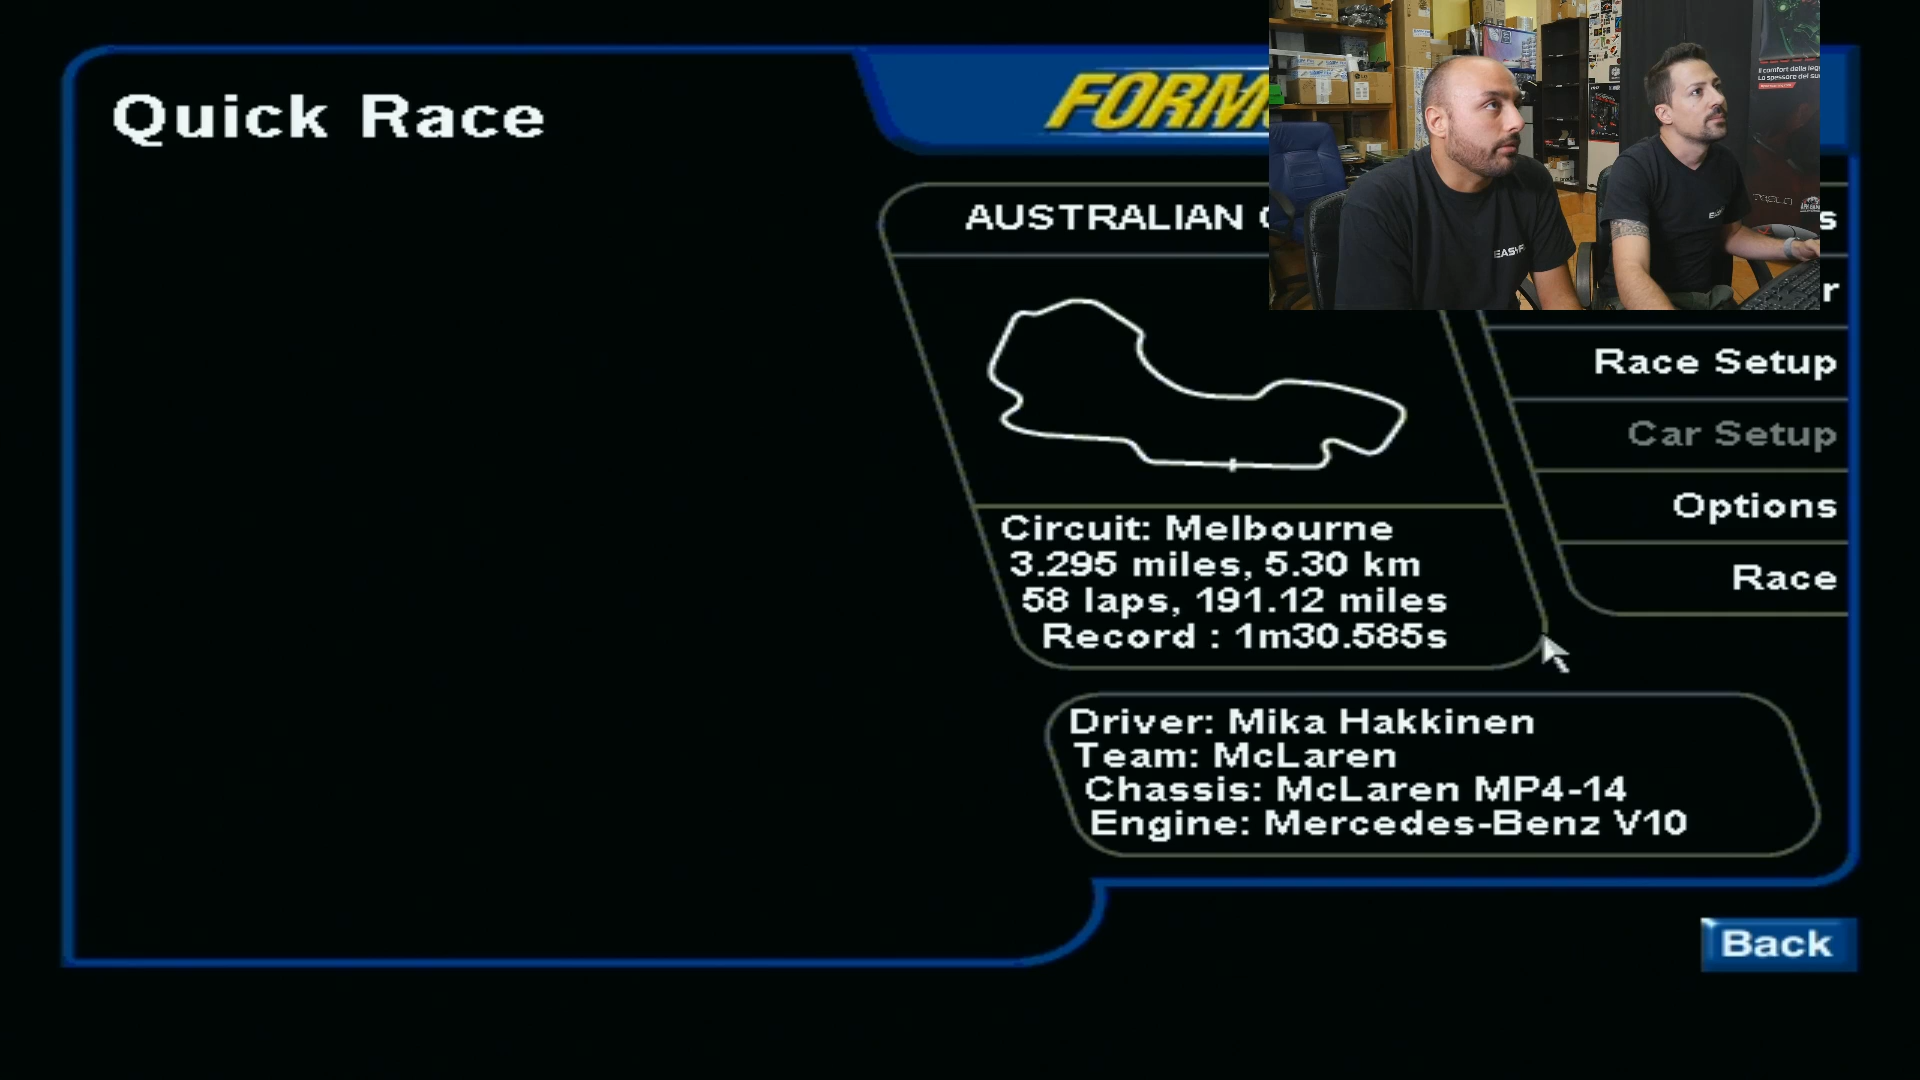 Quick Race
FORM
AUSTRALIAN
Race Setup
Car Setup
Options
Race
Circuit: Melbourne
3.295 miles, 5.30 km
58 laps, 191.12 miles
Record : 1m30.585s
Driver: Mika Hakkinen
Team: McLaren
Chassis: McLaren MP4-14
Engine: Mercedes-Benz V10
Back